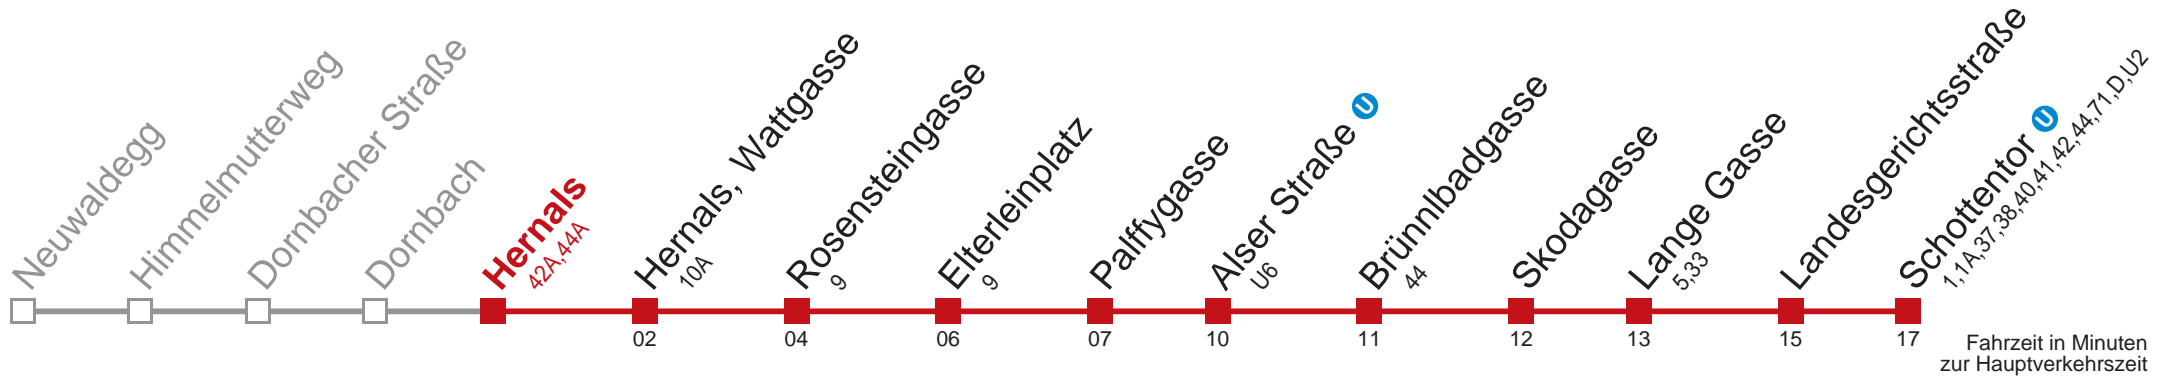 Neuwaldegg
Himmelmutterweg
Dornbacher Straße
Dornbach
Hernals
42A,44A
Hernals, Wattgasse
10A
Rosensteingasse
9
Elterleinplatz
9
Palffygasse
Alser Straße U
U6
Brünnlbadgasse
44
Skodagasse
Lange Gasse
5,33
Landesgerichtsstraße
Schottentor U
1,1A,37,38,40,41,42,44,71,D,U2
02 04 06 07 10 11 12 13 15 17
Fahrzeit in Minuten
zur Hauptverkehrszeit